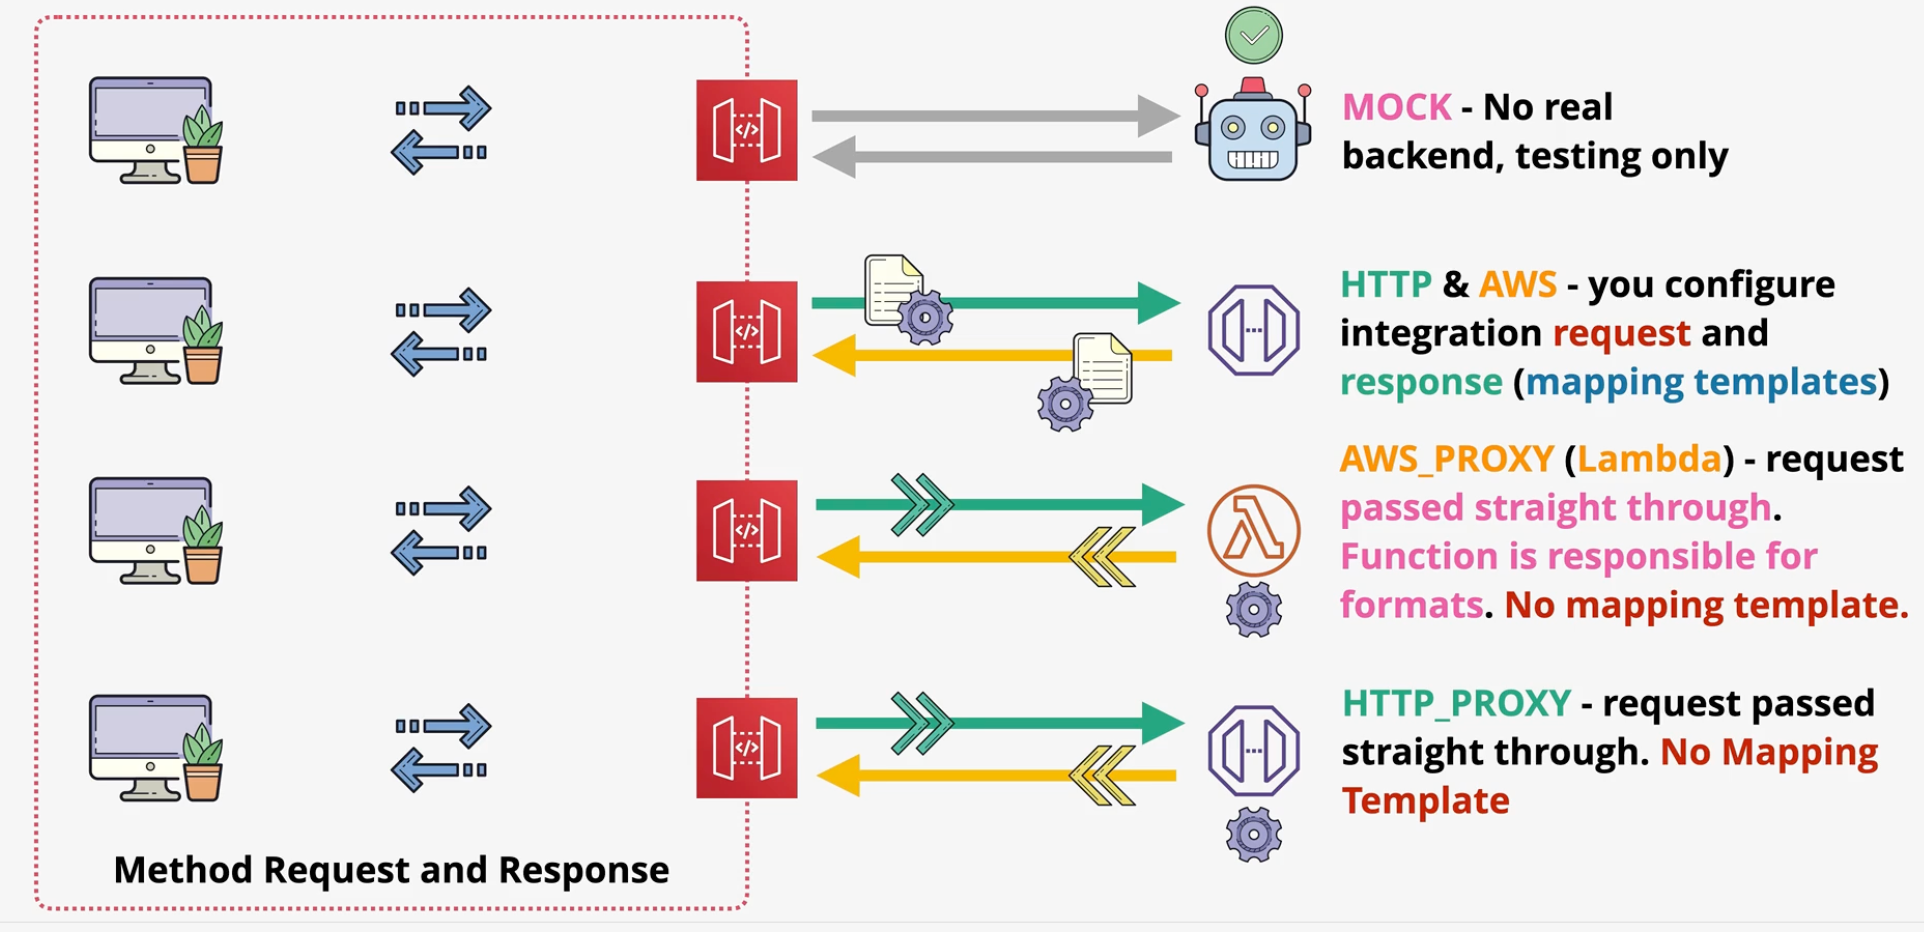 MOCK - No real
backend, testing only
HTTP & AWS - you configure
integration request and
response (mapping templates)
AWS_PROXY (Lambda) - request
passed straight through.
Function is responsible for
formats. No mapping template.
HTTP_PROXY - request passed
straight through. No Mapping
Template
Method Request and Response